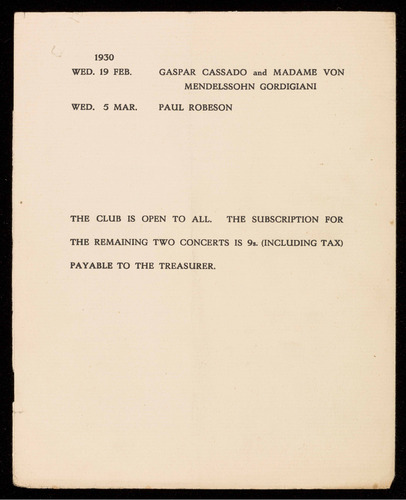 1930
WED. 19 FEB. GASPAR CASSADO and MADAME VON
MENDELSSOHN GORDIGIANI
WED. 5 MAR. PAUL ROBESON
THE CLUB IS OPEN TO ALL. THE SUBSCRIPTION FOR
THE REMAINING TWO CONCERTS IS 9s. (INCLUDING TAX)
PAYABLE TO THE TREASURER.